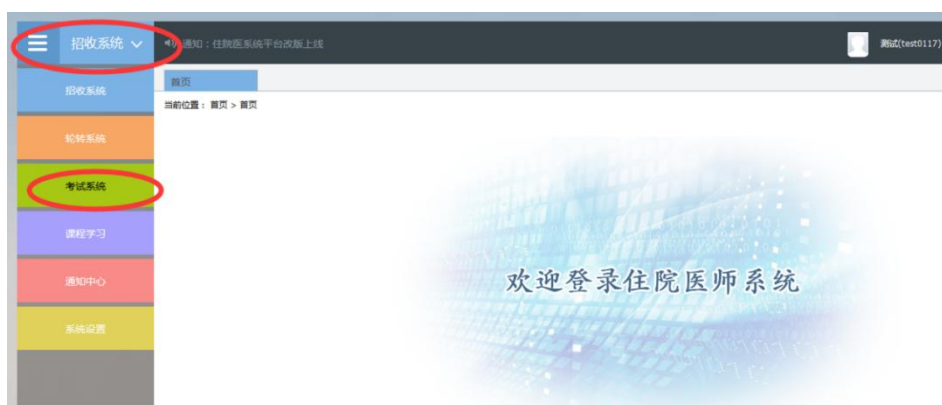 招收系统
通知：住院医系统平台改版上线
测试(test0117)
招收系统
首页
当前位置： 首页 > 首页
轮转系统
考试系统
课程学习
欢迎登录住院医师系统
通知中心
系统设置